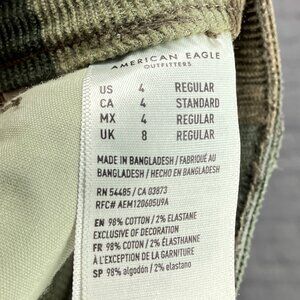 AMERICAN EAGLE
OUTFITTERS
US 4 REGULAR
CA 4 STANDARD
MX 4 REGULAR
UK 8 REGULAR
MADE IN BANGLADESH / FABRIQUÉ AU
BANGLADESH / HECHO EN BANGLADESH
RN 54485 / CA 03873
RFC# AEM120605U9A
EN 98% COTTON / 2% ELASTANE
EXCLUSIVE OF DECORATION
FR 98% COTON / 2% ÉLASTHANNE
À L'EXCEPTION DE LA GARNITURE
SP 98% algodón / 2% elastano